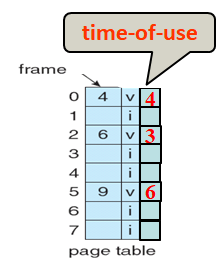 time-of-use
frame
0 4 v 4
1 i
2 6 v 3
3 i
4 i
5 9 v 6
6 i
7 i
page table